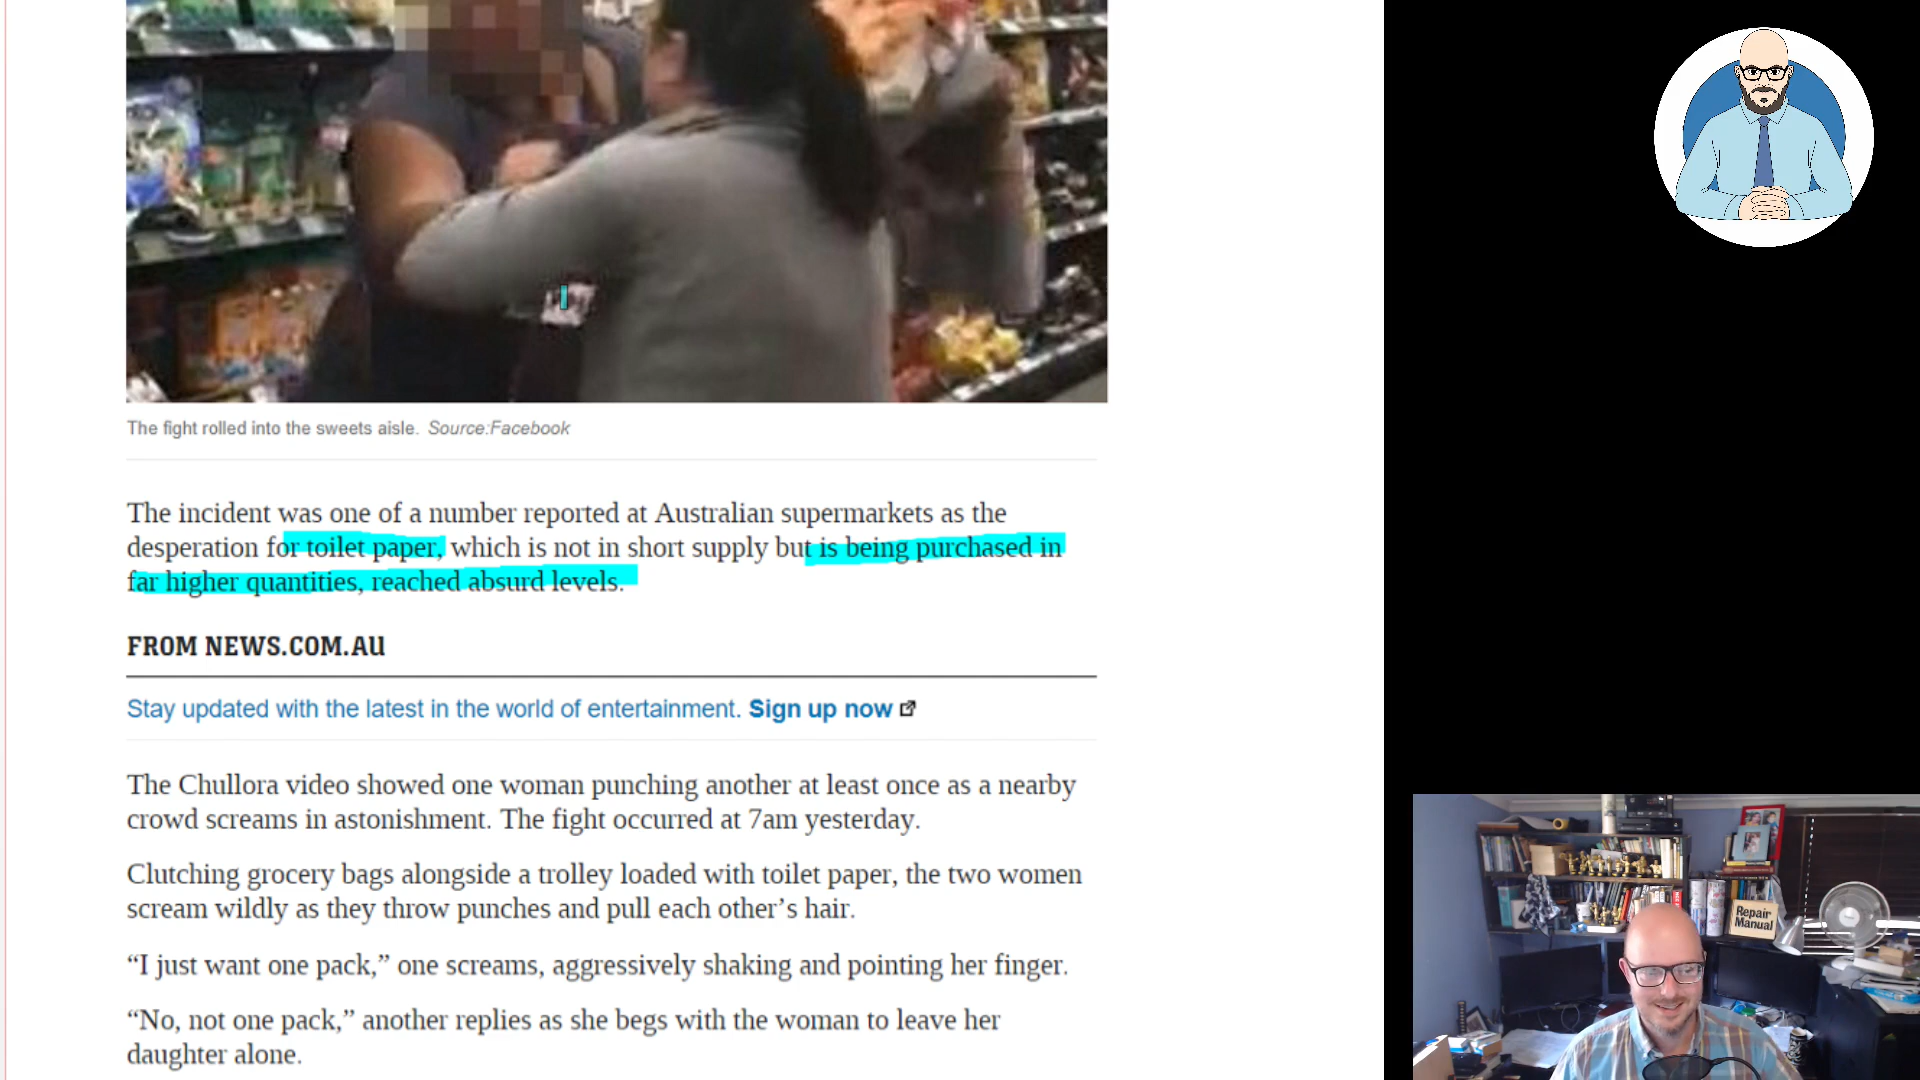 The fight rolled into the sweets aisle. Source:Facebook
The incident was one of a number reported at Australian supermarkets as the
desperation for toilet paper, which is not in short supply but is being purchased in
far higher quantities, reached absurd levels.
FROM NEWS.COM.AU
Stay updated with the latest in the world of entertainment. Sign up now
The Chullora video showed one woman punching another at least once as a nearby
crowd screams in astonishment. The fight occurred at 7am yesterday.
Clutching grocery bags alongside a trolley loaded with toilet paper, the two women
scream wildly as they throw punches and pull each other’s hair.
“I just want one pack,” one screams, aggressively shaking and pointing her finger.
“No, not one pack,” another replies as she begs with the woman to leave her
daughter alone.
Repair
Manual